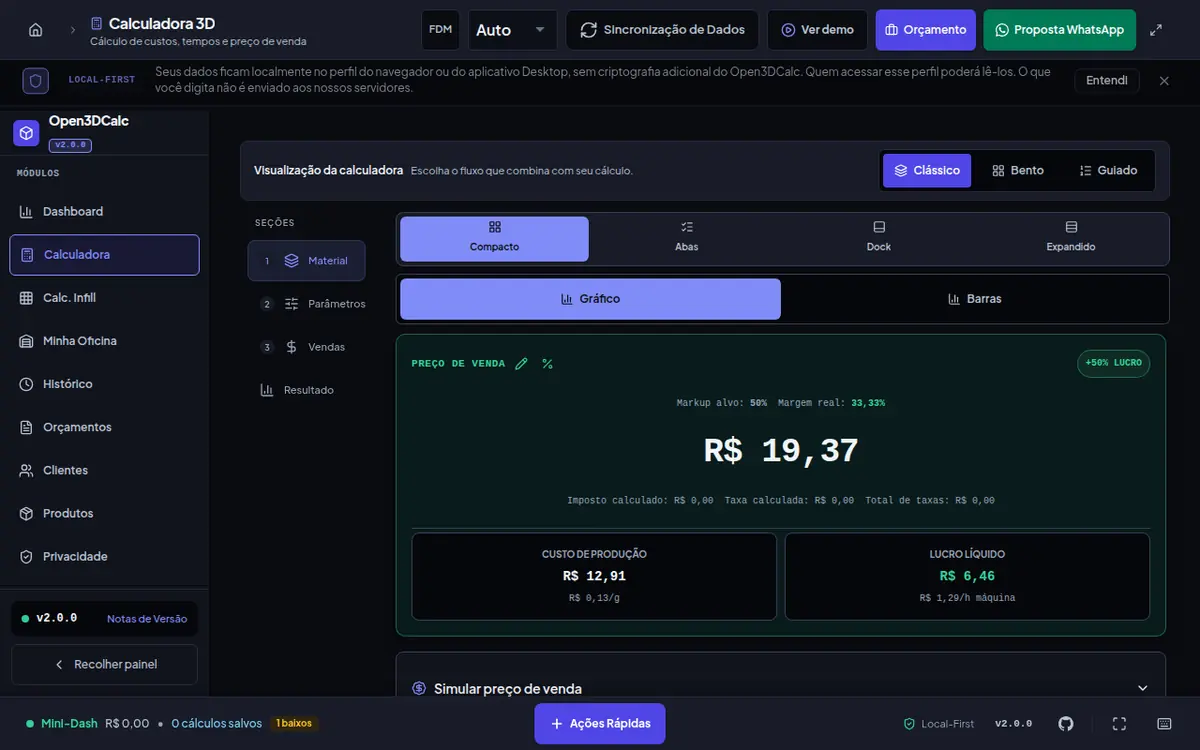 Calculadora 3D
Cálculo de custos, tempos e preço de venda
FDM
Auto
Sincronização de Dados
Ver demo
Orçamento
Proposta WhatsApp
LOCAL-FIRST
Seus dados ficam localmente no perfil do navegador ou do aplicativo Desktop, sem criptografia adicional do Open3DCalc. Quem acessar esse perfil poderá lê-los. O que
você digita não é enviado aos nossos servidores.
Entendi
Open3DCalc
v2.0.0
MÓDULOS
Dashboard
Calculadora
Calc. Infill
Minha Oficina
Histórico
Orçamentos
Clientes
Produtos
Privacidade
v2.0.0
Notas de Versão
Recolher painel
Visualização da calculadora
Escolha o fluxo que combina com seu cálculo.
Clássico
Bento
Guiado
SEÇÕES
1 Material
2 Parâmetros
3 Vendas
Resultado
Compacto
Abas
Dock
Expandido
Gráfico
Barras
PREÇO DE VENDA
+50% LUCRO
Markup alvo: 50% Margem real: 33,33%
R$ 19,37
Imposto calculado: R$ 0,00 Taxa calculada: R$ 0,00 Total de taxas: R$ 0,00
CUSTO DE PRODUÇÃO
R$ 12,91
R$ 0,13/g
LUCRO LÍQUIDO
R$ 6,46
R$ 1,29/h máquina
Simular preço de venda
Mini-Dash R$ 0,00 • 0 cálculos salvos 1 baixos
Ações Rápidas
Local-First
v2.0.0